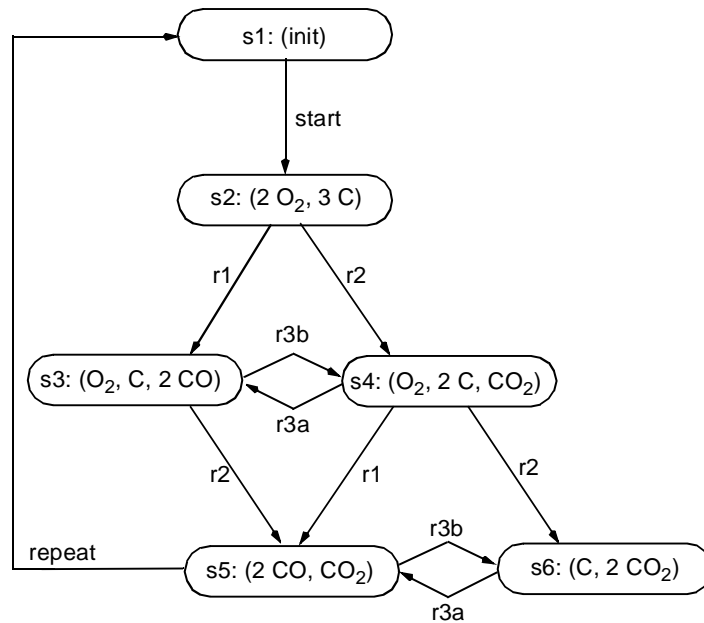 s1: (init)
start
s2: (2 O₂, 3 C)
r1
r2
r3b
s3: (O₂, C, 2 CO)
s4: (O₂, 2 C, CO₂)
r3a
r2
r1
r2
r3b
repeat
s5: (2 CO, CO₂)
s6: (C, 2 CO₂)
r3a